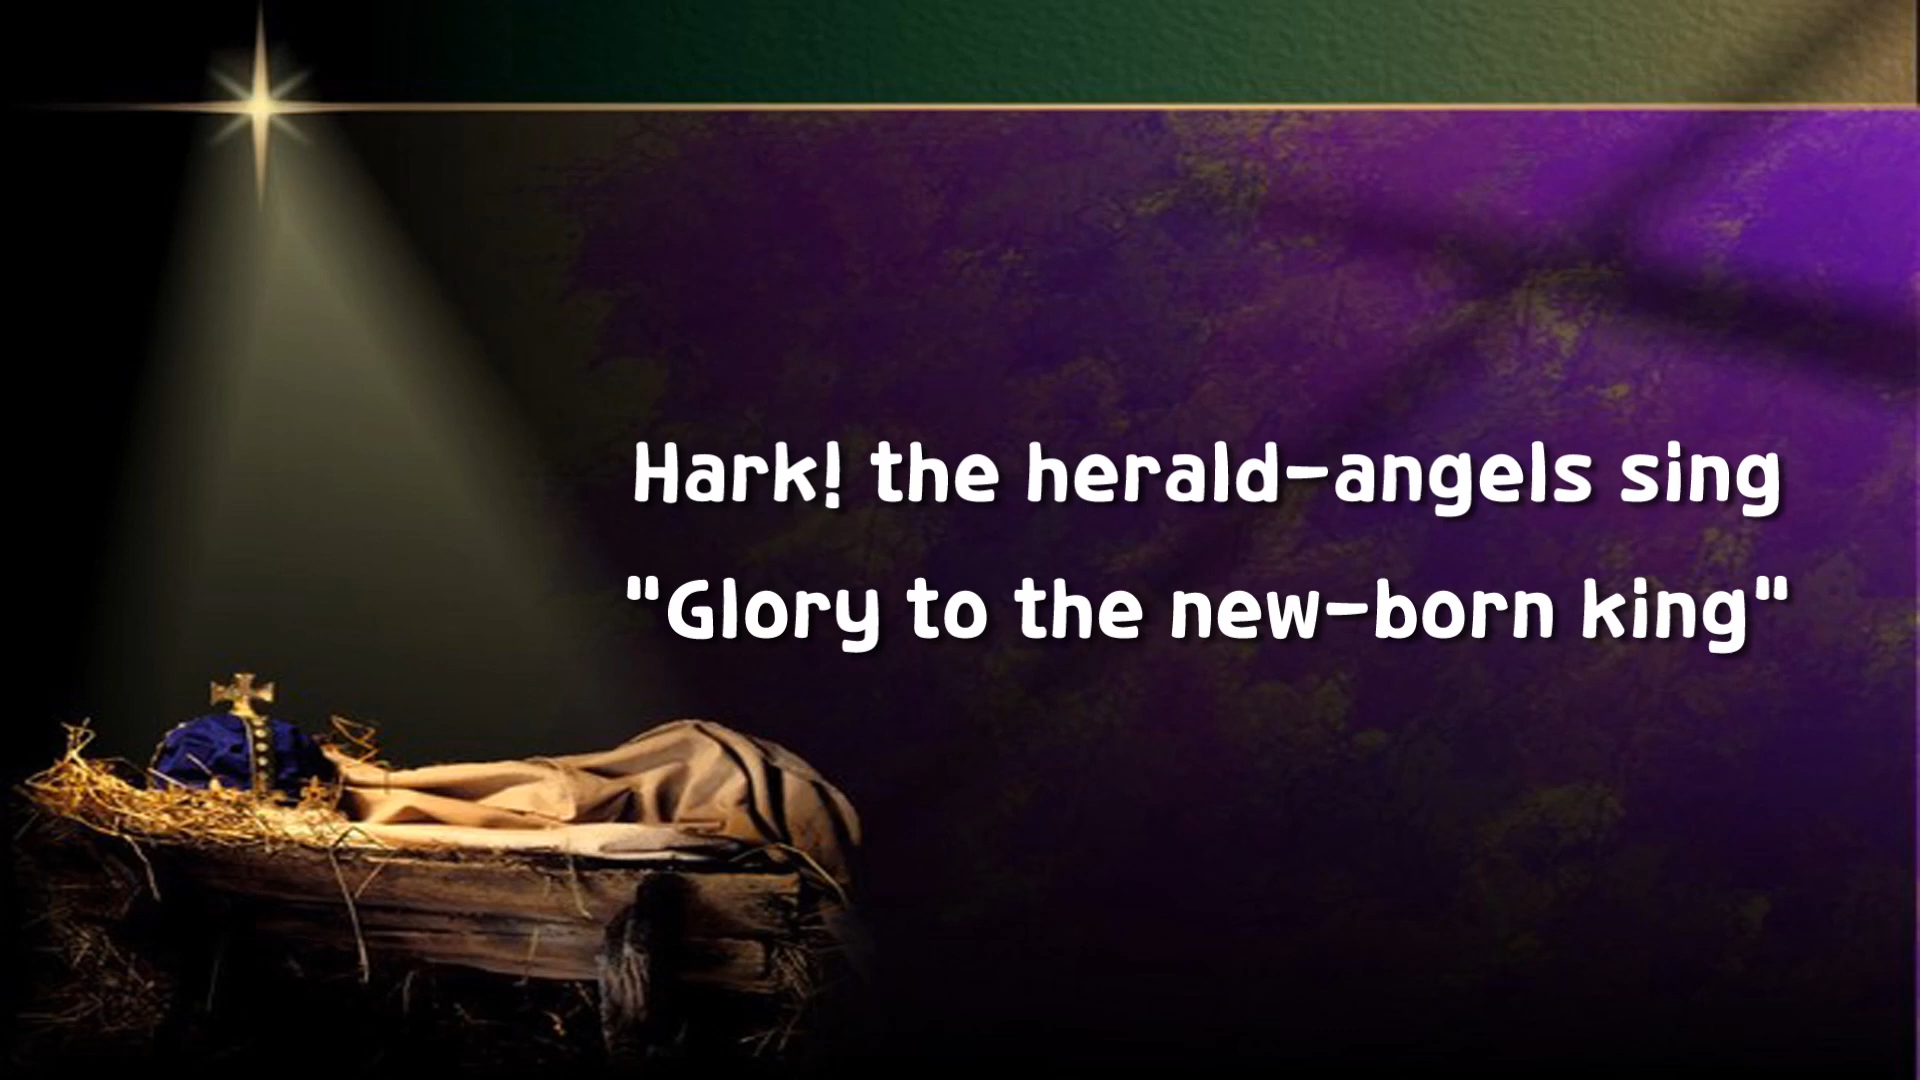 Hark! the herald-angels sing
"Glory to the new-born king"